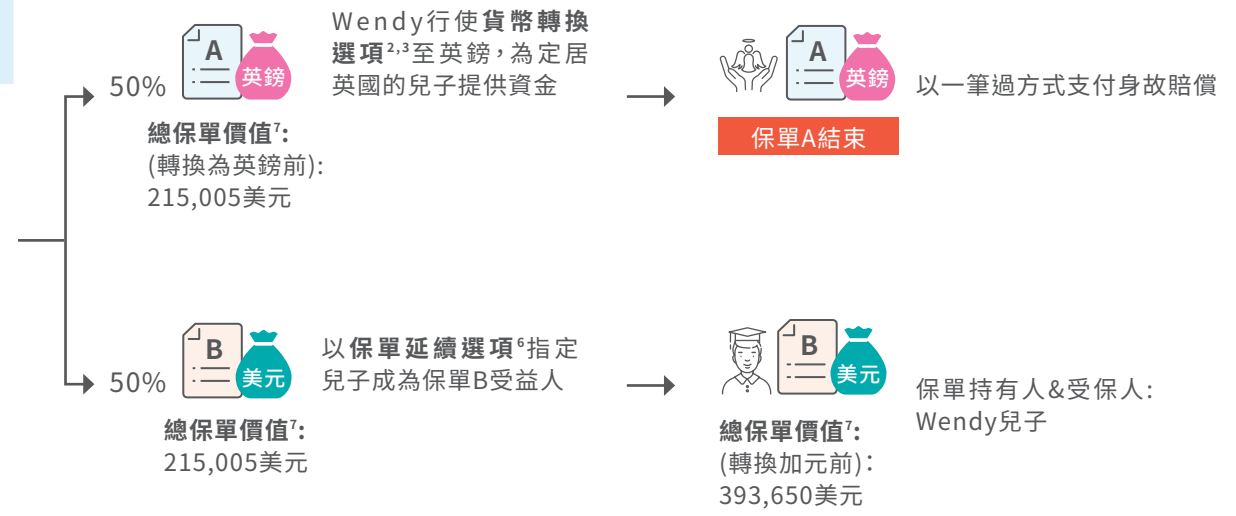 50%
A
英鎊
Wendy行使貨幣轉換
選項2,3至英鎊,為定居
英國的兒子提供資金
總保單價值7:
(轉換為英鎊前):
215,005美元
A
英鎊
保單A結束
以一筆過方式支付身故賠償
50%
B
美元
以保單延續選項6指定
兒子成為保單B受益人
總保單價值7:
215,005美元
B
美元
總保單價值7:
(轉換加元前):
393,650美元
保單持有人&受保人:
Wendy兒子